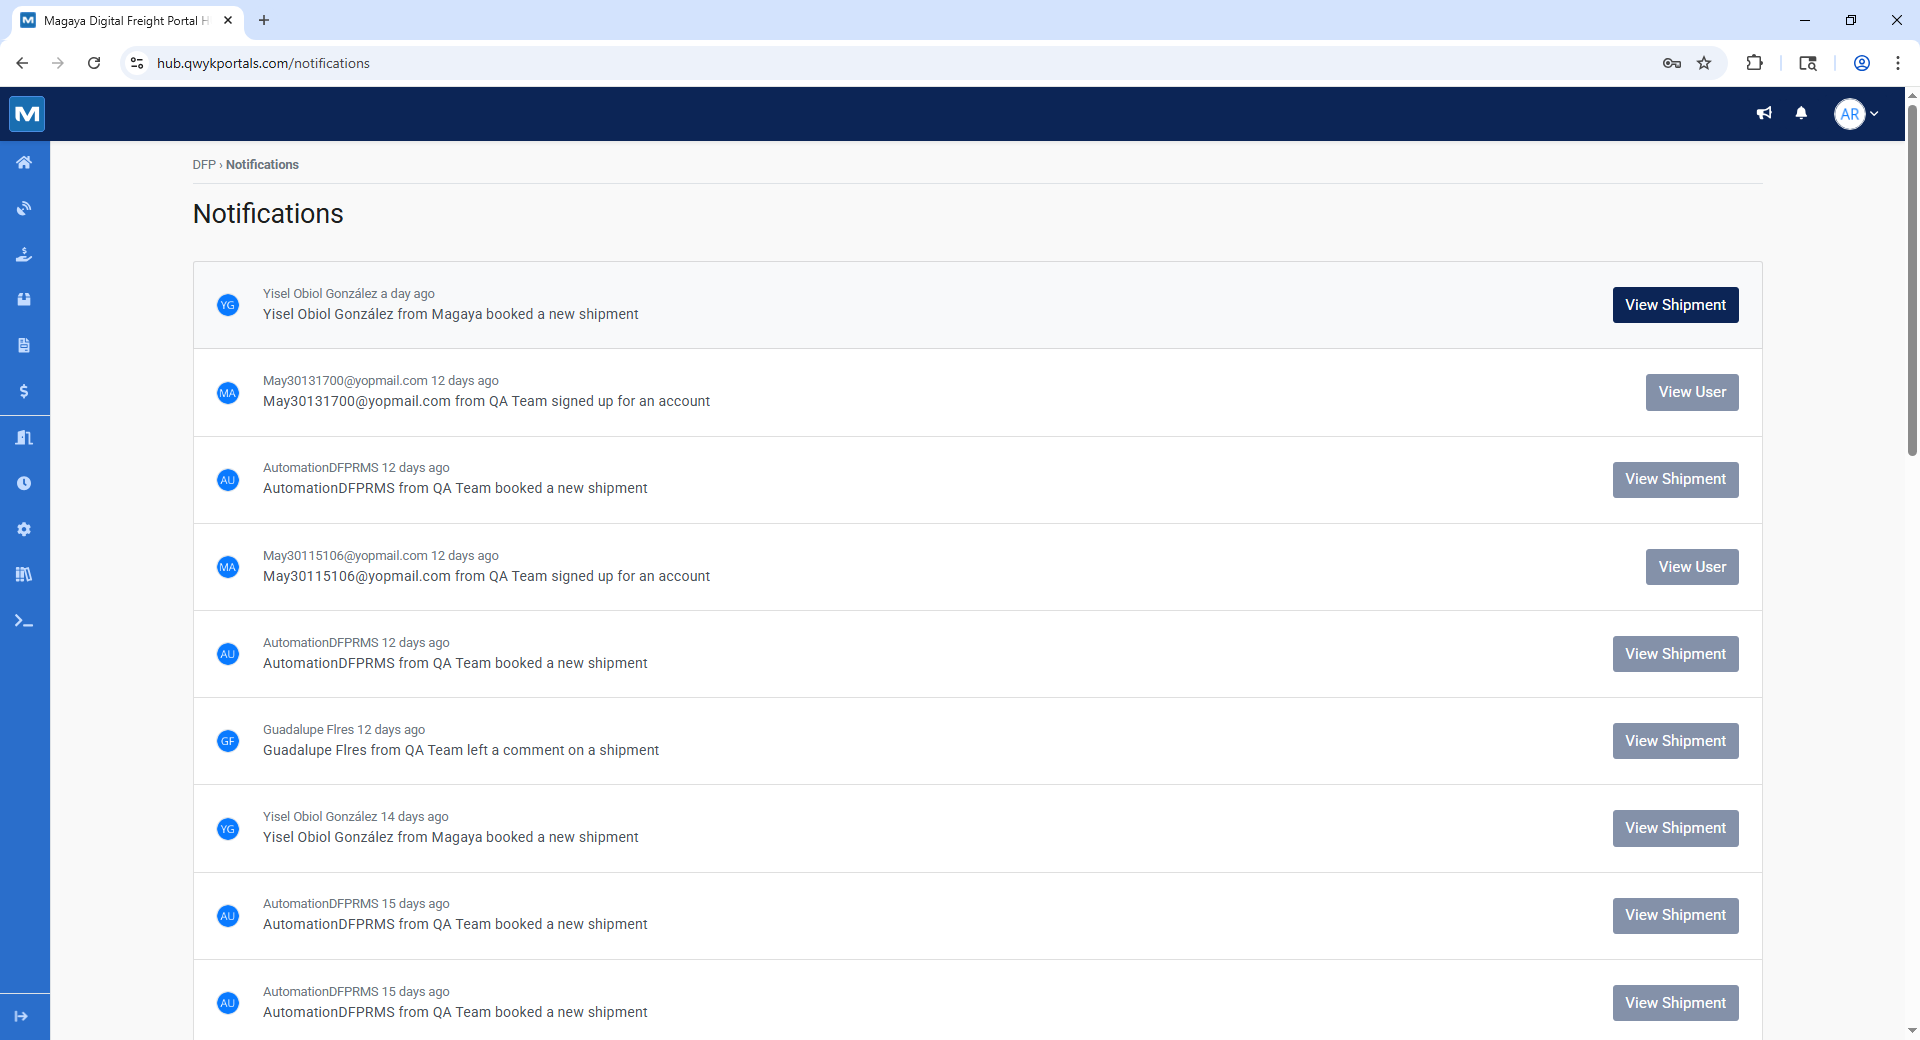 Magaya Digital Freight Portal H
hub.qwykportals.com/notifications
AR
DFP › Notifications
Notifications
YG
Yisel Obiol González a day ago
Yisel Obiol González from Magaya booked a new shipment
View Shipment
MA
May30131700@yopmail.com 12 days ago
May30131700@yopmail.com from QA Team signed up for an account
View User
AU
AutomationDFPRMS 12 days ago
AutomationDFPRMS from QA Team booked a new shipment
View Shipment
MA
May30115106@yopmail.com 12 days ago
May30115106@yopmail.com from QA Team signed up for an account
View User
AU
AutomationDFPRMS 12 days ago
AutomationDFPRMS from QA Team booked a new shipment
View Shipment
GF
Guadalupe Flres 12 days ago
Guadalupe Flres from QA Team left a comment on a shipment
View Shipment
YG
Yisel Obiol González 14 days ago
Yisel Obiol González from Magaya booked a new shipment
View Shipment
AU
AutomationDFPRMS 15 days ago
AutomationDFPRMS from QA Team booked a new shipment
View Shipment
AU
AutomationDFPRMS 15 days ago
AutomationDFPRMS from QA Team booked a new shipment
View Shipment